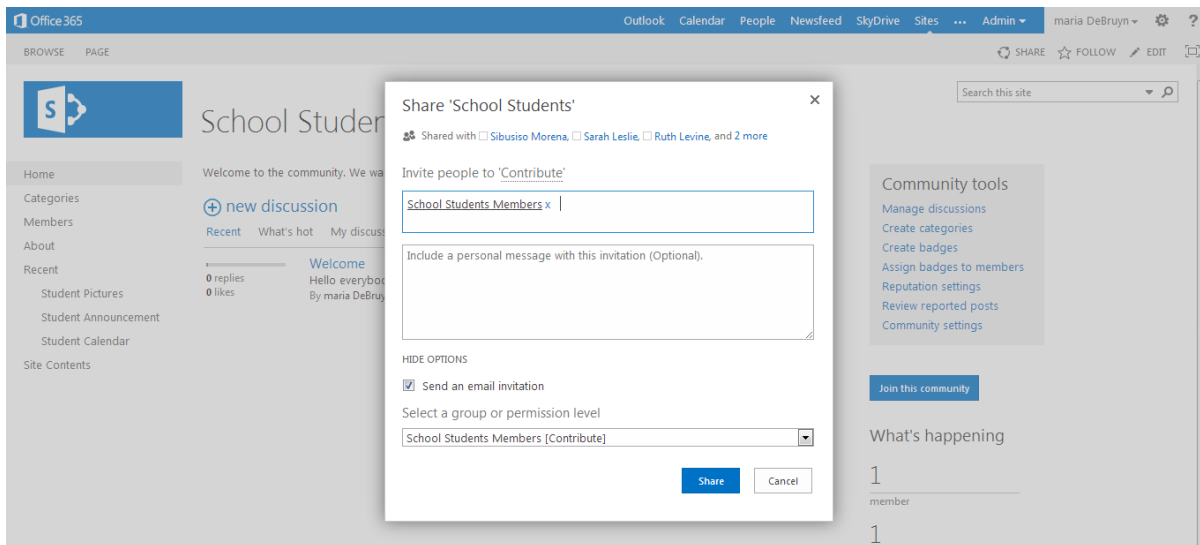 Office 365
Outlook Calendar People Newsfeed SkyDrive Sites ... Admin maria DeBruyn ?
BROWSE PAGE
SHARE FOLLOW EDIT
S
School Studen
Search this site
Home
Categories
Members
About
Recent
Student Pictures
Student Announcement
Student Calendar
Site Contents
Welcome to the community. We wa
new discussion
Recent What's hot My discuss
0 replies
0 likes
Welcome
Hello everyboc
By maria DeBruy
Share 'School Students'
Shared with Sibusiso Morena, Sarah Leslie, Ruth Levine, and 2 more
Invite people to 'Contribute'
School Students Members x
Include a personal message with this invitation (Optional).
HIDE OPTIONS
Send an email invitation
Select a group or permission level
School Students Members [Contribute]
Share Cancel
Community tools
Manage discussions
Create categories
Create badges
Assign badges to members
Reputation settings
Review reported posts
Community settings
Join this community
What's happening
1
member
1